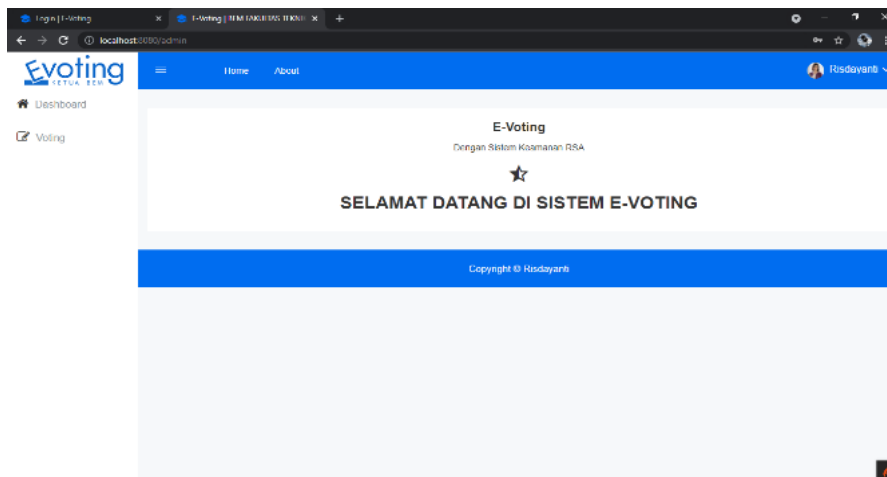 Login | E-Voting
E-Voting | BEM FAKULTAS TEKNIK
localhost:8080/admin
Evoting
KETUA BEM
Home About
Risdayanti
Dashboard
Voting
E-Voting
Dengan Sistem Keamanan RSA
SELAMAT DATANG DI SISTEM E-VOTING
Copyright © Risdayanti